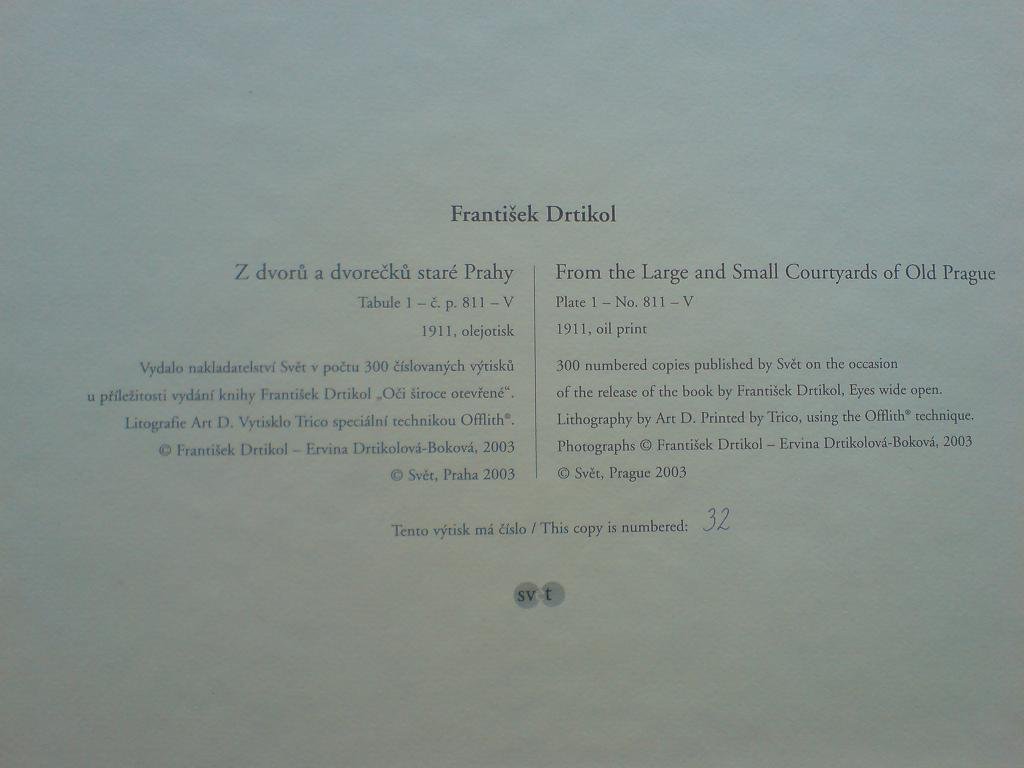 František Drtikol
Z dvorů a dvorečků staré Prahy
Tabule 1 – č. p. 811 – V
1911, olejotisk
Vydalo nakladatelství Svět v počtu 300 číslovaných výtisků
u příležitosti vydání knihy František Drtikol „Oči široce otevřené“.
Litografie Art D. Vytisklo Trico speciální technikou Offlith®.
© František Drtikol – Ervina Drtikolová-Boková, 2003
© Svět, Praha 2003
From the Large and Small Courtyards of Old Prague
Plate 1 – No. 811 – V
1911, oil print
300 numbered copies published by Svět on the occasion
of the release of the book by František Drtikol, Eyes wide open.
Lithography by Art D. Printed by Trico, using the Offlith® technique.
Photographs © František Drtikol – Ervina Drtikolová-Boková, 2003
© Svět, Prague 2003
Tento výtisk má číslo / This copy is numbered: 32
sv t